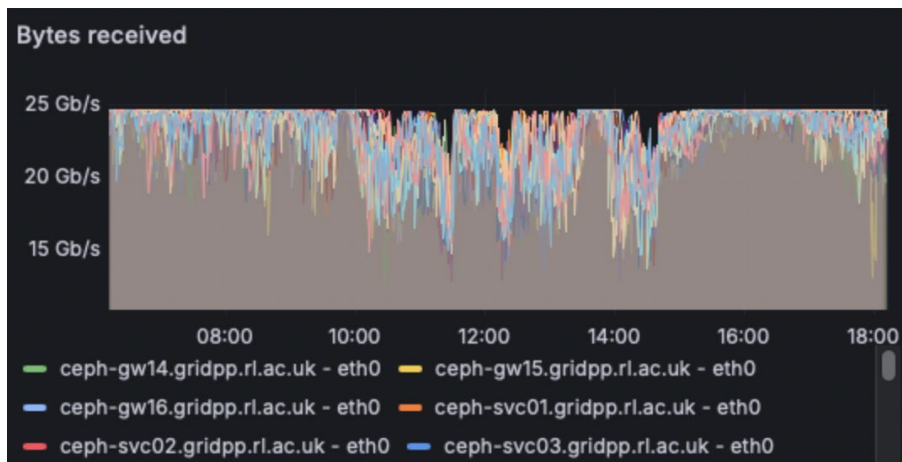 Bytes received
25 Gb/s
20 Gb/s
15 Gb/s
08:00 10:00 12:00 14:00 16:00 18:00
ceph-gw14.gridpp.rl.ac.uk - eth0 ceph-gw15.gridpp.rl.ac.uk - eth0
ceph-gw16.gridpp.rl.ac.uk - eth0 ceph-svc01.gridpp.rl.ac.uk - eth0
ceph-svc02.gridpp.rl.ac.uk - eth0 ceph-svc03.gridpp.rl.ac.uk - eth0